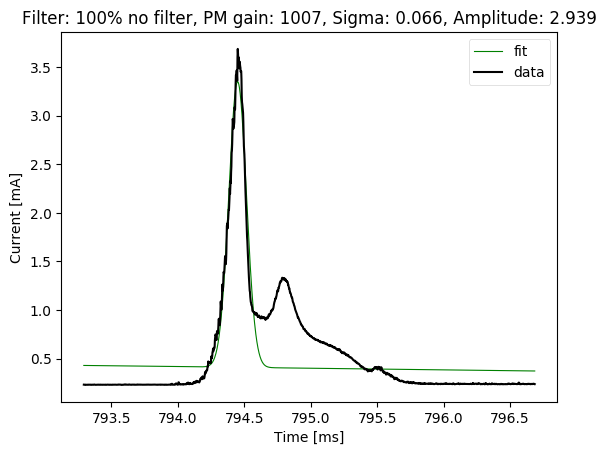 Filter: 100% no filter, PM gain: 1007, Sigma: 0.066, Amplitude: 2.939
fit
data
3.5
3.0
2.5
2.0
1.5
1.0
0.5
Current [mA]
793.5 794.0 794.5 795.0 795.5 796.0 796.5
Time [ms]